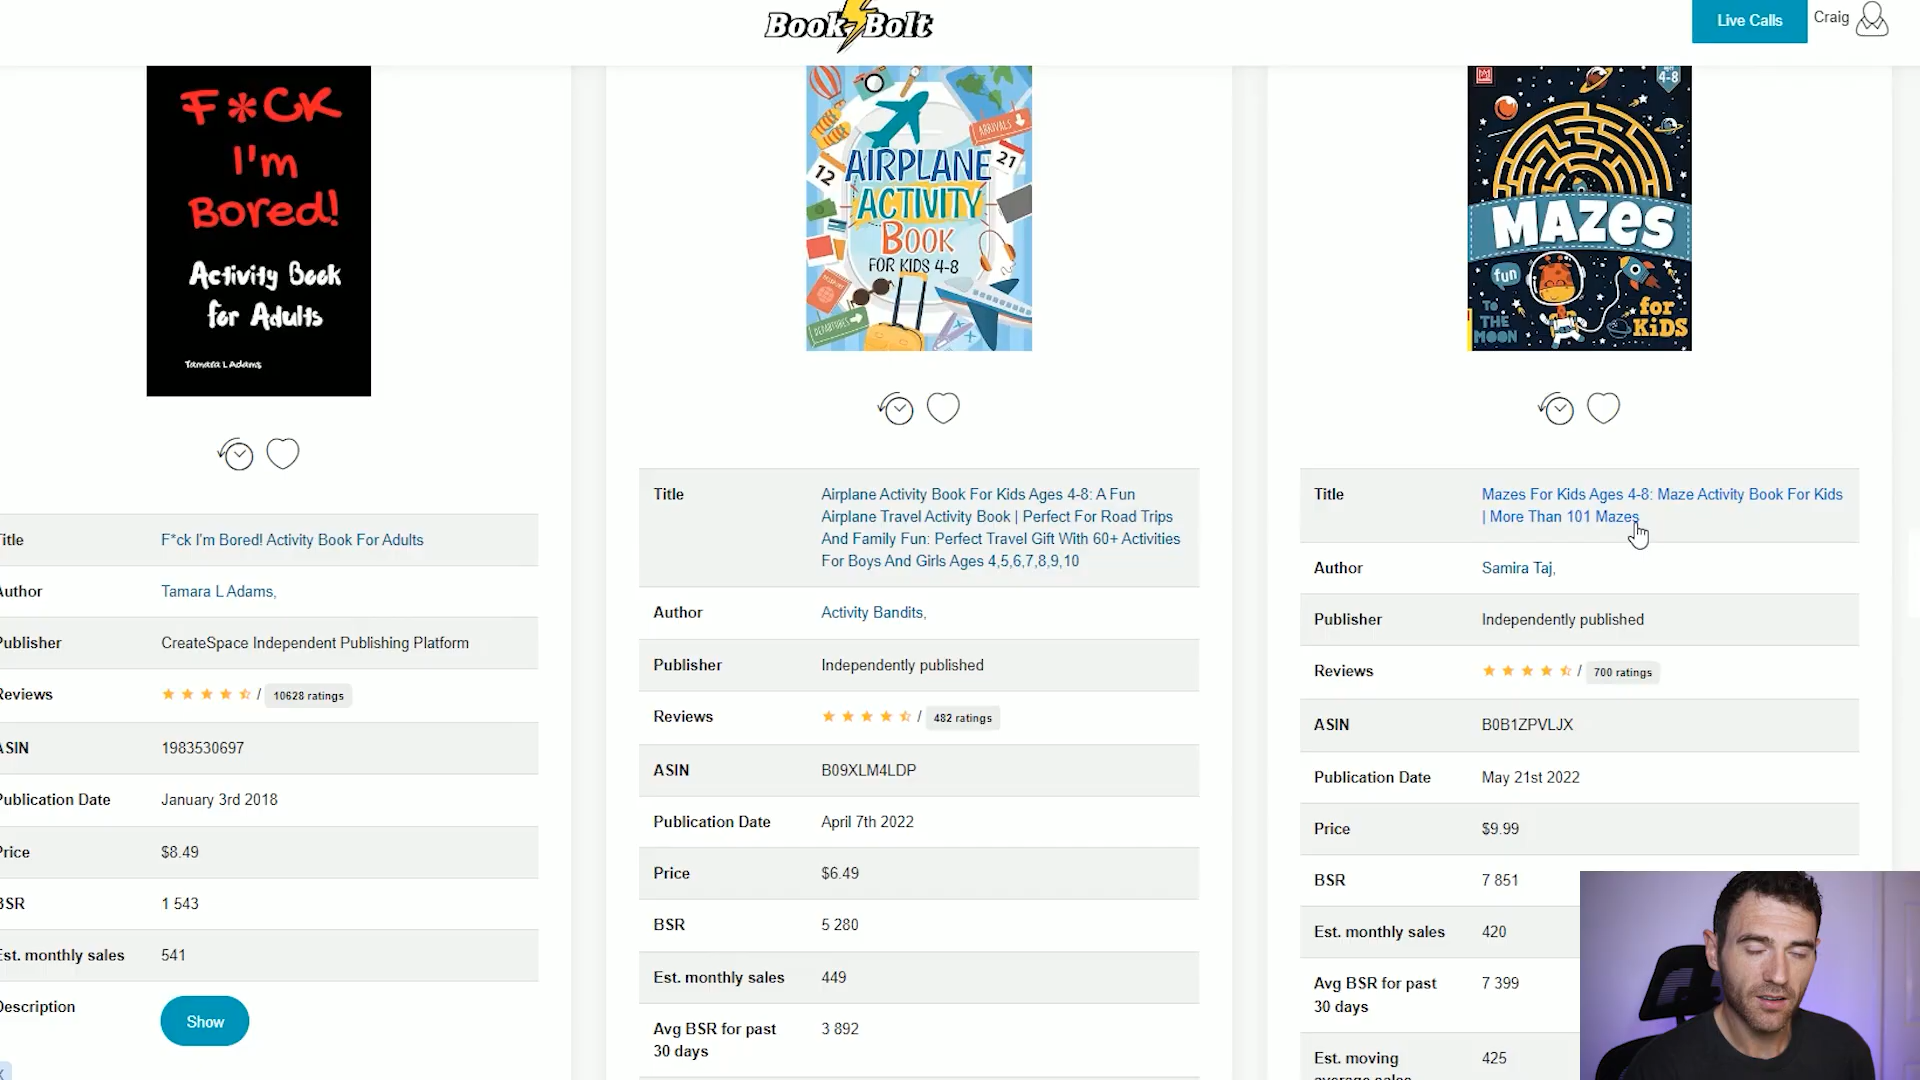 Book Bolt
Live Calls
Craig
F*CK
I'm
Bored!
Activity Book
for Adults
Tamara L Adams
ARRIVALS
12
21
AIRPLANE
ACTIVITY
BOOK
FOR KIDS 4-8
DEPARTURES
4-8
MAZES
fun
TO
THE
MOON
for
KIDS
itle
F*ck I'm Bored! Activity Book For Adults
Author
Tamara L Adams,
Publisher
CreateSpace Independent Publishing Platform
Reviews
/ 10628 ratings
ASIN
1983530697
Publication Date
January 3rd 2018
Price
$8.49
BSR
1 543
Est. monthly sales
541
Description
Show
Title
Airplane Activity Book For Kids Ages 4-8: A Fun
Airplane Travel Activity Book | Perfect For Road Trips
And Family Fun: Perfect Travel Gift With 60+ Activities
For Boys And Girls Ages 4,5,6,7,8,9,10
Author
Activity Bandits,
Publisher
Independently published
Reviews
/ 482 ratings
ASIN
B09XLM4LDP
Publication Date
April 7th 2022
Price
$6.49
BSR
5 280
Est. monthly sales
449
Avg BSR for past
30 days
3 892
Title
Mazes For Kids Ages 4-8: Maze Activity Book For Kids
| More Than 101 Mazes
Author
Samira Taj,
Publisher
Independently published
Reviews
/ 700 ratings
ASIN
B0B1ZPVLJX
Publication Date
May 21st 2022
Price
$9.99
BSR
7 851
Est. monthly sales
420
Avg BSR for past
30 days
7 399
Est. moving
average sales
425